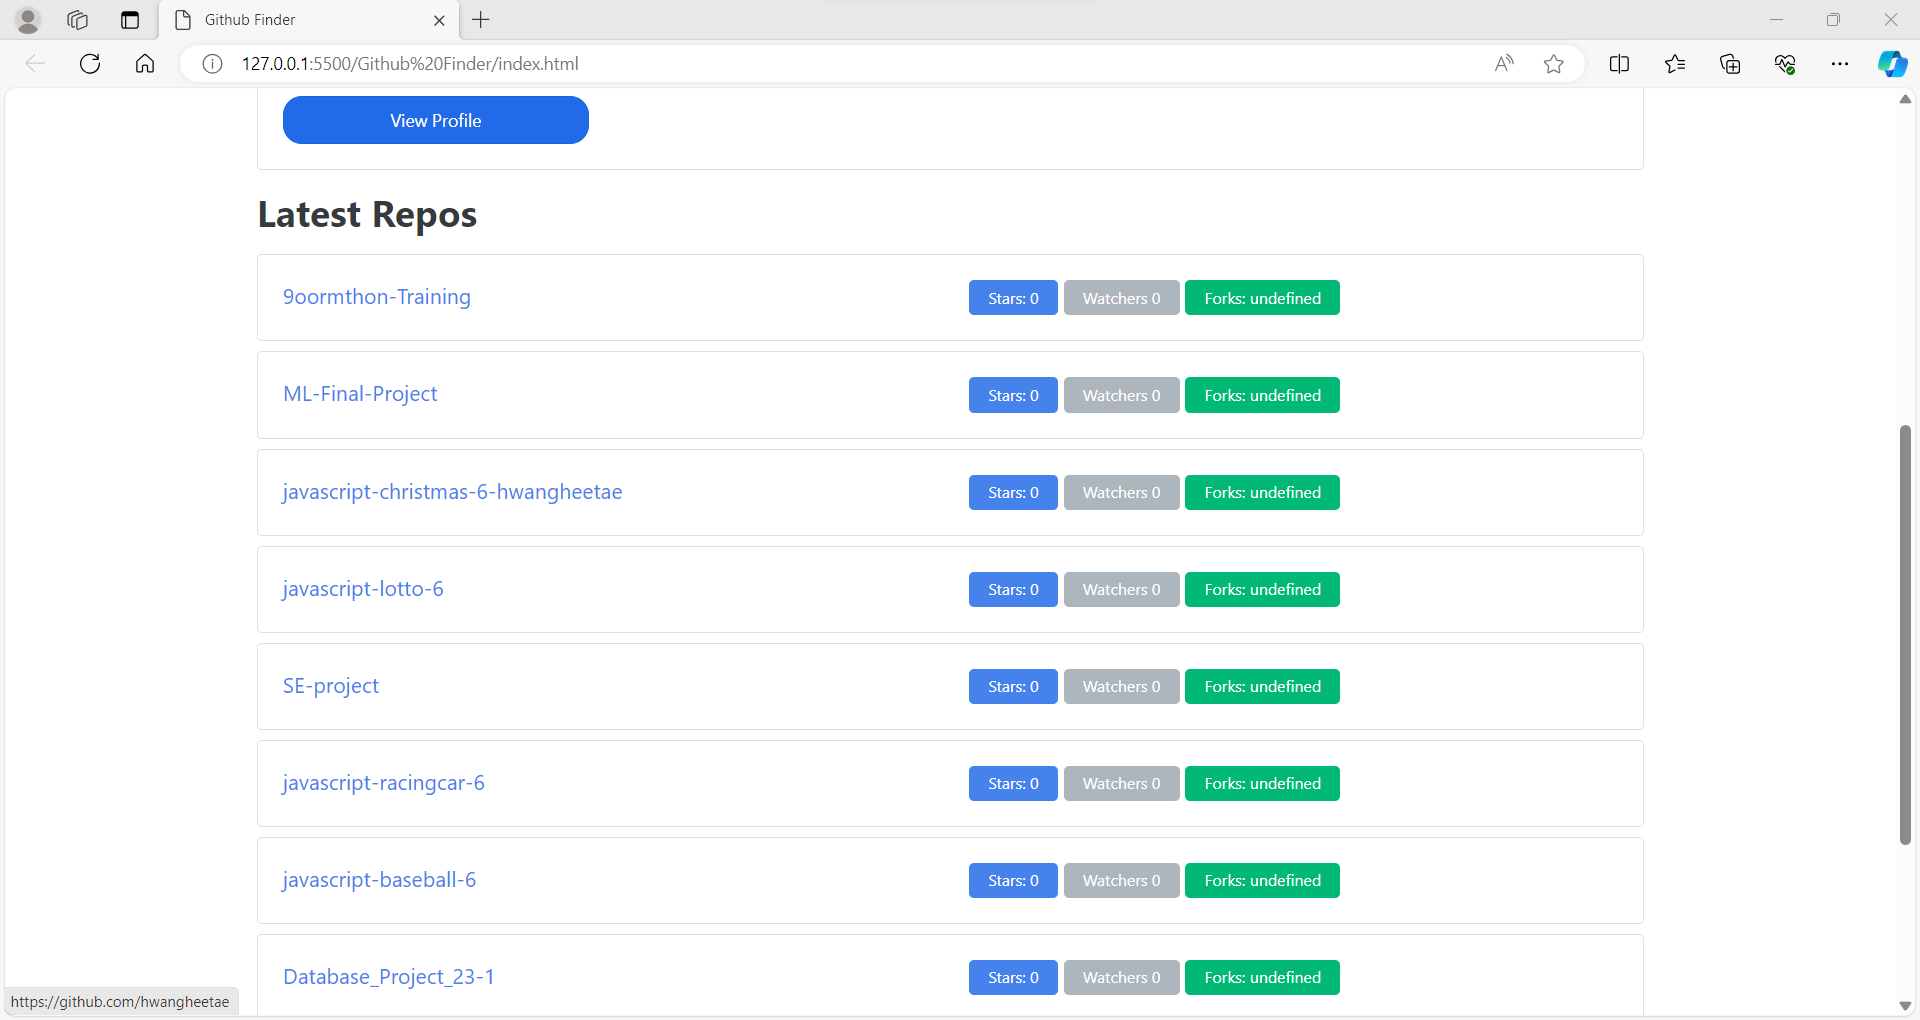 Github Finder
127.0.0.1:5500/Github%20Finder/index.html
View Profile
Latest Repos
9oormthon-Training Stars: 0 Watchers 0 Forks: undefined
ML-Final-Project Stars: 0 Watchers 0 Forks: undefined
javascript-christmas-6-hwangheetae Stars: 0 Watchers 0 Forks: undefined
javascript-lotto-6 Stars: 0 Watchers 0 Forks: undefined
SE-project Stars: 0 Watchers 0 Forks: undefined
javascript-racingcar-6 Stars: 0 Watchers 0 Forks: undefined
javascript-baseball-6 Stars: 0 Watchers 0 Forks: undefined
Database_Project_23-1 Stars: 0 Watchers 0 Forks: undefined
https://github.com/hwangheetae